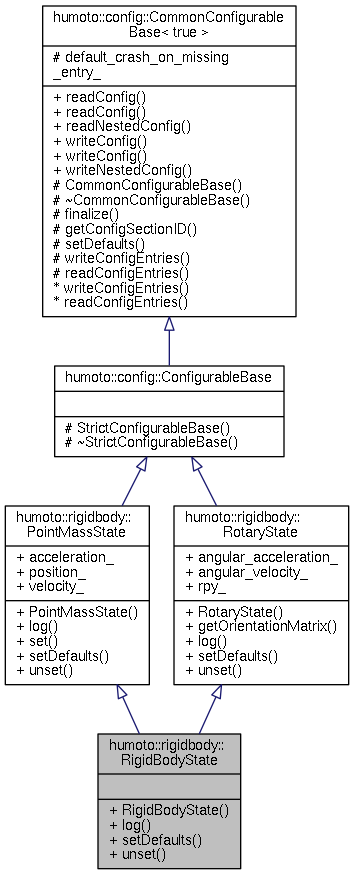 humoto::config::CommonConfigurable
Base< true >
# default_crash_on_missing
_entry_
+ readConfig()
+ readConfig()
+ readNestedConfig()
+ writeConfig()
+ writeConfig()
+ writeNestedConfig()
# CommonConfigurableBase()
# ~CommonConfigurableBase()
# finalize()
# getConfigSectionID()
# setDefaults()
# writeConfigEntries()
# readConfigEntries()
* writeConfigEntries()
* readConfigEntries()
humoto::config::ConfigurableBase
# StrictConfigurableBase()
# ~StrictConfigurableBase()
humoto::rigidbody::
PointMassState
+ acceleration_
+ position_
+ velocity_
+ PointMassState()
+ log()
+ set()
+ setDefaults()
+ unset()
humoto::rigidbody::
RotaryState
+ angular_acceleration_
+ angular_velocity_
+ rpy_
+ RotaryState()
+ getOrientationMatrix()
+ log()
+ setDefaults()
+ unset()
humoto::rigidbody::
RigidBodyState
+ RigidBodyState()
+ log()
+ setDefaults()
+ unset()